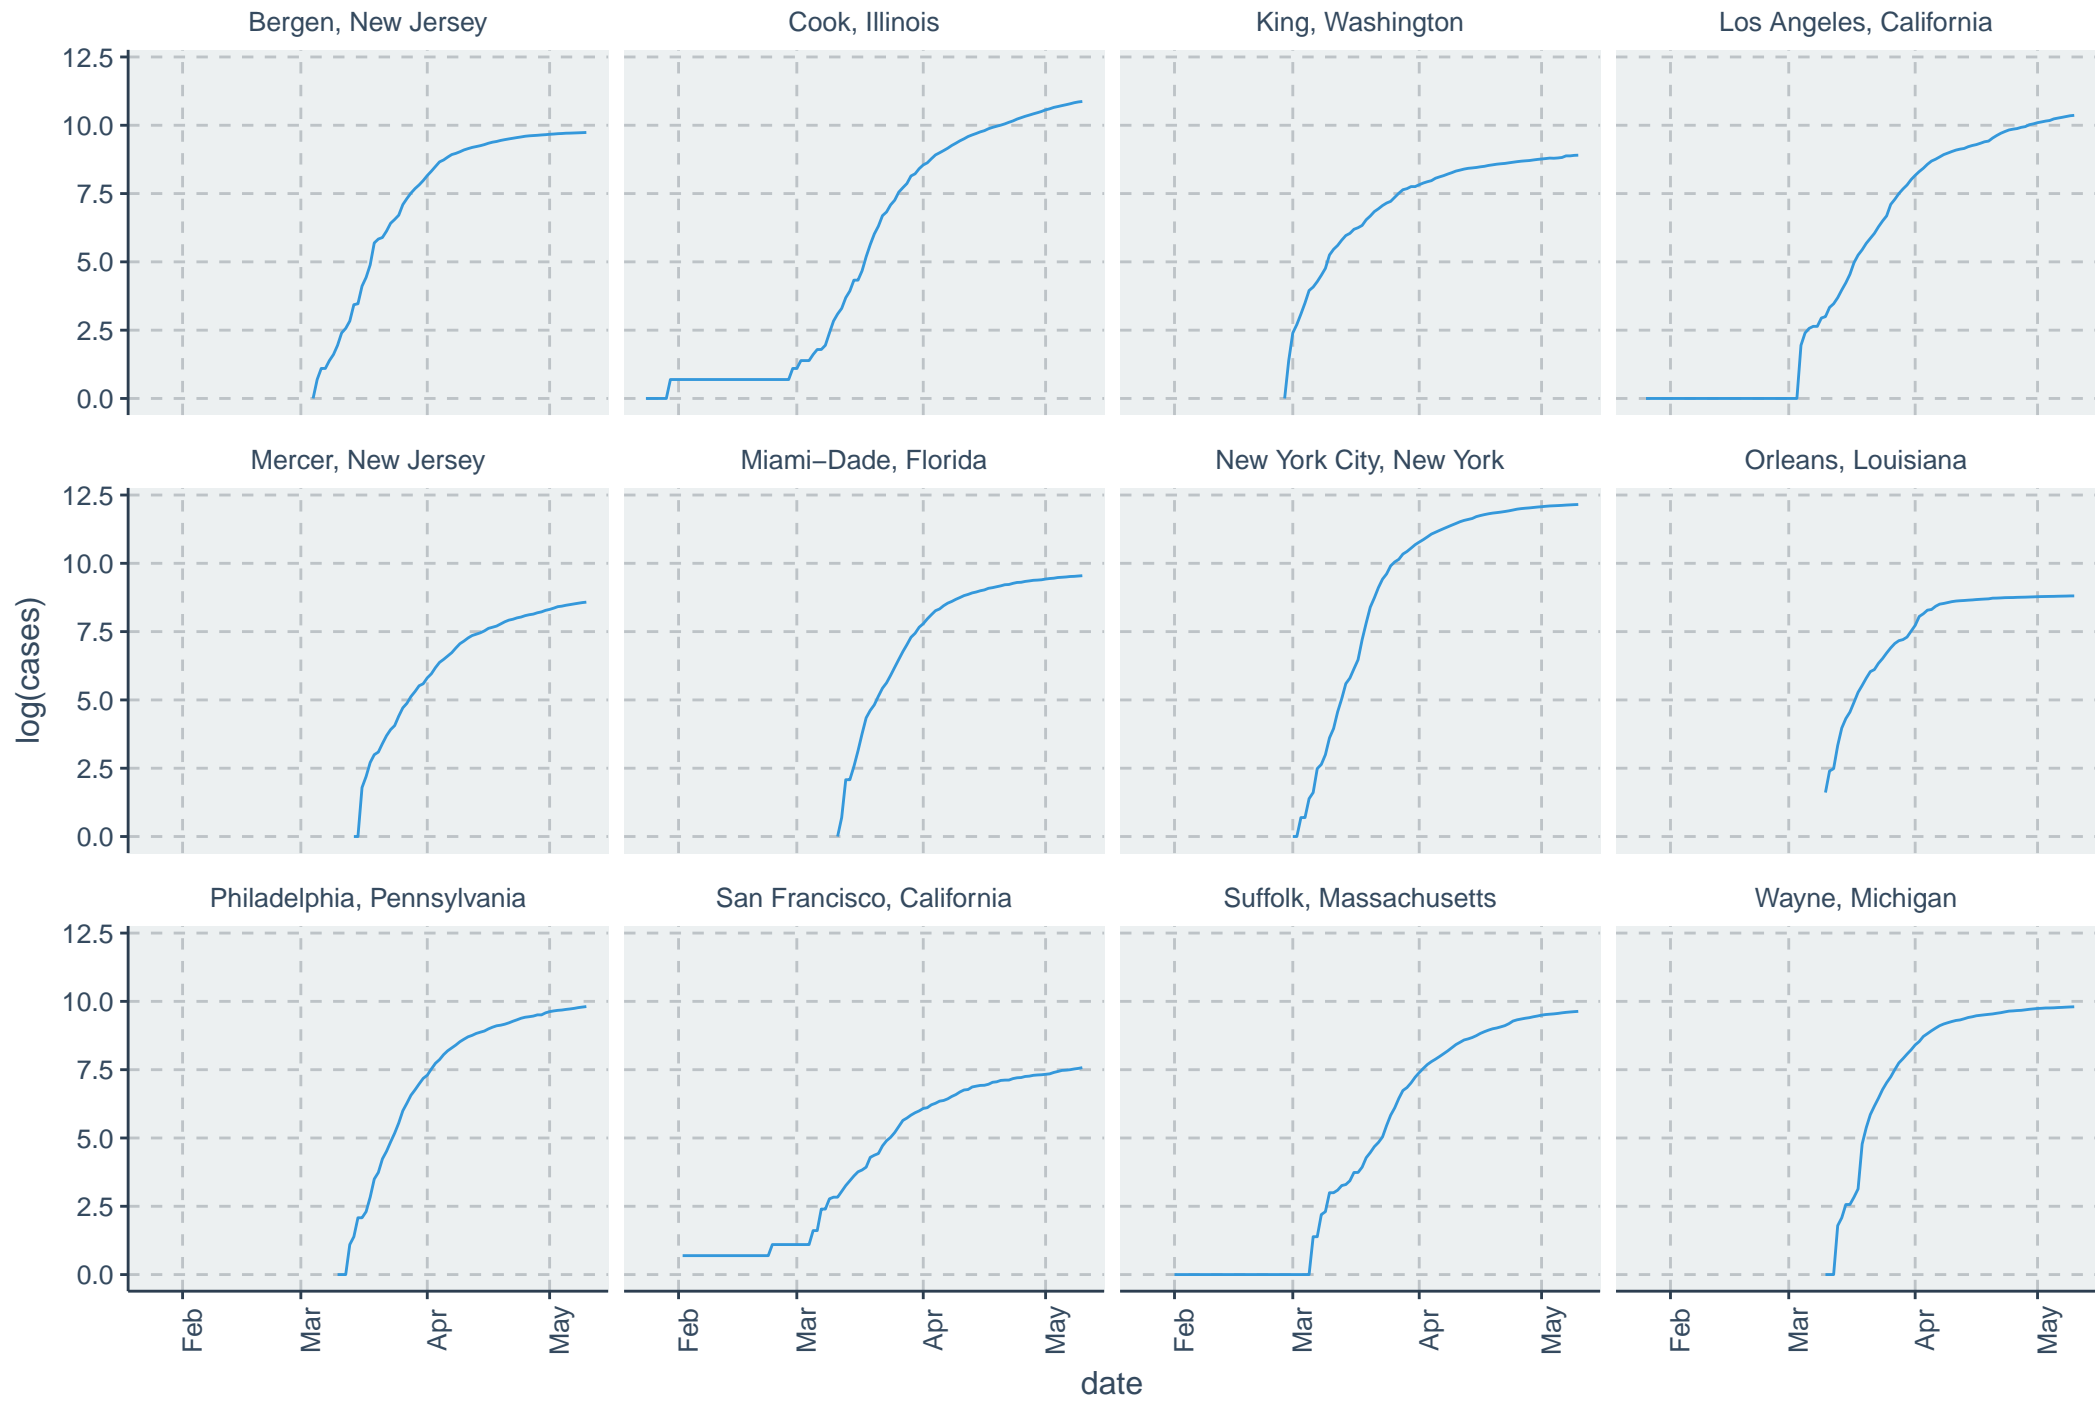 Bergen, New Jersey
Cook, Illinois
King, Washington
Los Angeles, California
12.5
10.0
7.5
5.0
2.5
0.0
Mercer, New Jersey
Miami−Dade, Florida
New York City, New York
Orleans, Louisiana
12.5
10.0
7.5
5.0
2.5
0.0
log(cases)
Philadelphia, Pennsylvania
San Francisco, California
Suffolk, Massachusetts
Wayne, Michigan
12.5
10.0
7.5
5.0
2.5
0.0
Feb
Mar
Apr
May
Feb
Mar
Apr
May
Feb
Mar
Apr
May
Feb
Mar
Apr
May
date